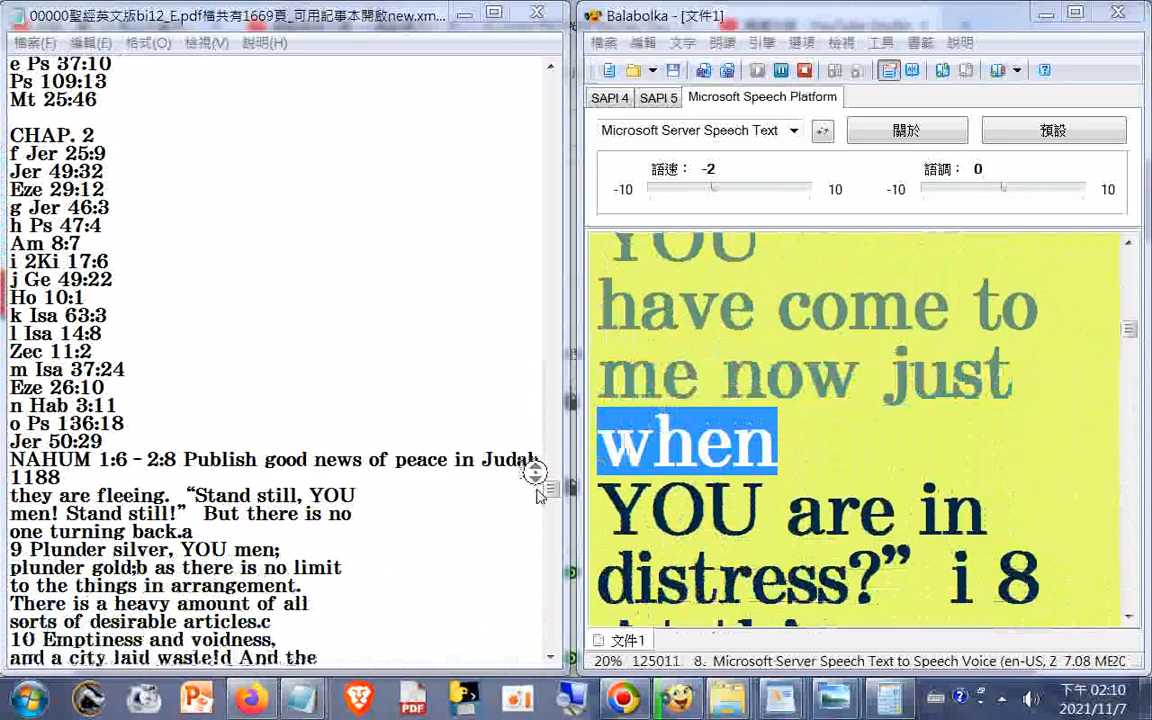 00000聖經英文版bi12_E.pdf檔共有1669頁_可用記事本開啟new.xm...
檔案(F) 編輯(E) 格式(O) 檢視(V) 說明(H)
e Ps 37:10
Ps 109:13
Mt 25:46
CHAP. 2
f Jer 25:9
Jer 49:32
Eze 29:12
g Jer 46:3
h Ps 47:4
Am 8:7
i 2Ki 17:6
j Ge 49:22
Ho 10:1
k Isa 63:3
l Isa 14:8
Zec 11:2
m Isa 37:24
Eze 26:10
n Hab 3:11
o Ps 136:18
Jer 50:29
NAHUM 1:6–2:8 Publish good news of peace in Judah
1188
they are fleeing. “Stand still, YOU
men! Stand still!” But there is no
one turning back.a
9 Plunder silver, YOU men;
plunder gold;b as there is no limit
to the things in arrangement.
There is a heavy amount of all
sorts of desirable articles.c
10 Emptiness and voidness,
and a city laid waste!d And the
Balabolka - [文件1]
檔案 編輯 文字 朗讀 引擎 選項 檢視 工具 書籤 說明
SAPI 4 SAPI 5 Microsoft Speech Platform
Microsoft Server Speech Text 關於 預設
語速： -2 語調： 0
-10 10 -10 10
YOU
have come to
me now just
when
YOU are in
distress?” i 8
文件1
20% 125011 8. Microsoft Server Speech Text to Speech Voice (en-US, Z 7.08 ME
PDF
下午 02:10
2021/11/7